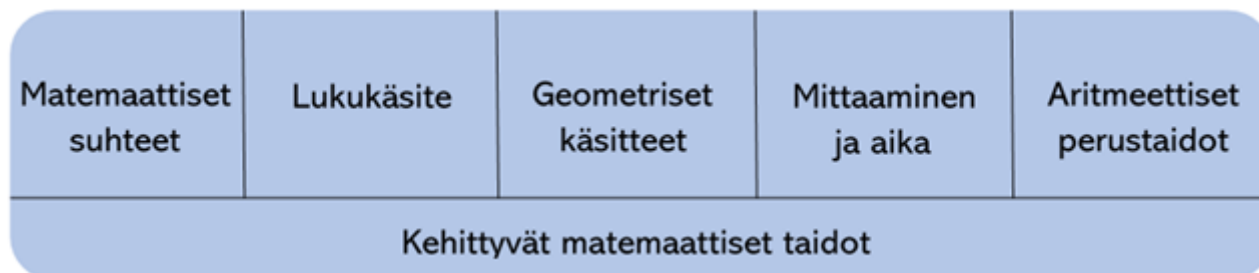 Matemaattiset
suhteet
Lukukäsite
Geometriset
käsitteet
Mittaaminen
ja aika
Aritmeettiset
perustaidot
Kehittyvät matemaattiset taidot